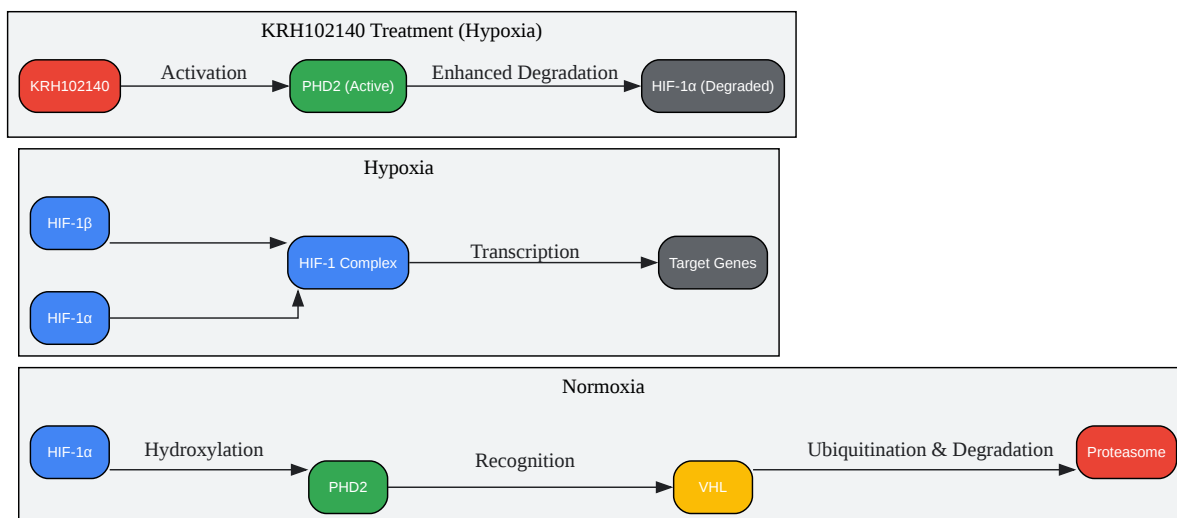 KRH102140 Treatment (Hypoxia)
KRH102140
Activation
PHD2 (Active)
Enhanced Degradation
HIF-1α (Degraded)
Hypoxia
HIF-1β
HIF-1α
HIF-1 Complex
Transcription
Target Genes
Normoxia
HIF-1α
Hydroxylation
PHD2
Recognition
VHL
Ubiquitination & Degradation
Proteasome